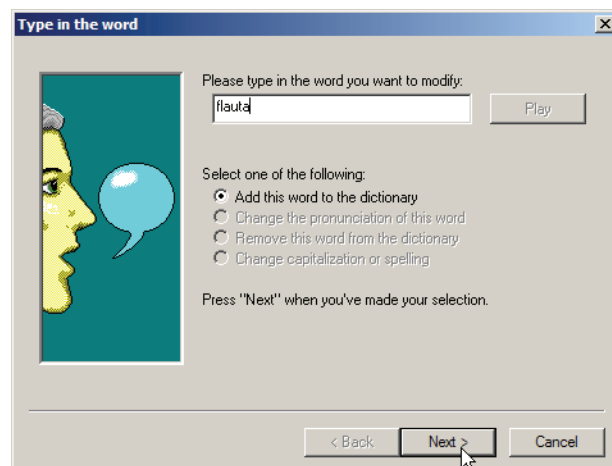 Type in the word
Please type in the word you want to modify:
flauta
Play
Select one of the following:
Add this word to the dictionary
Change the pronunciation of this word
Remove this word from the dictionary
Change capitalization or spelling
Press "Next" when you've made your selection.
< Back
Next >
Cancel